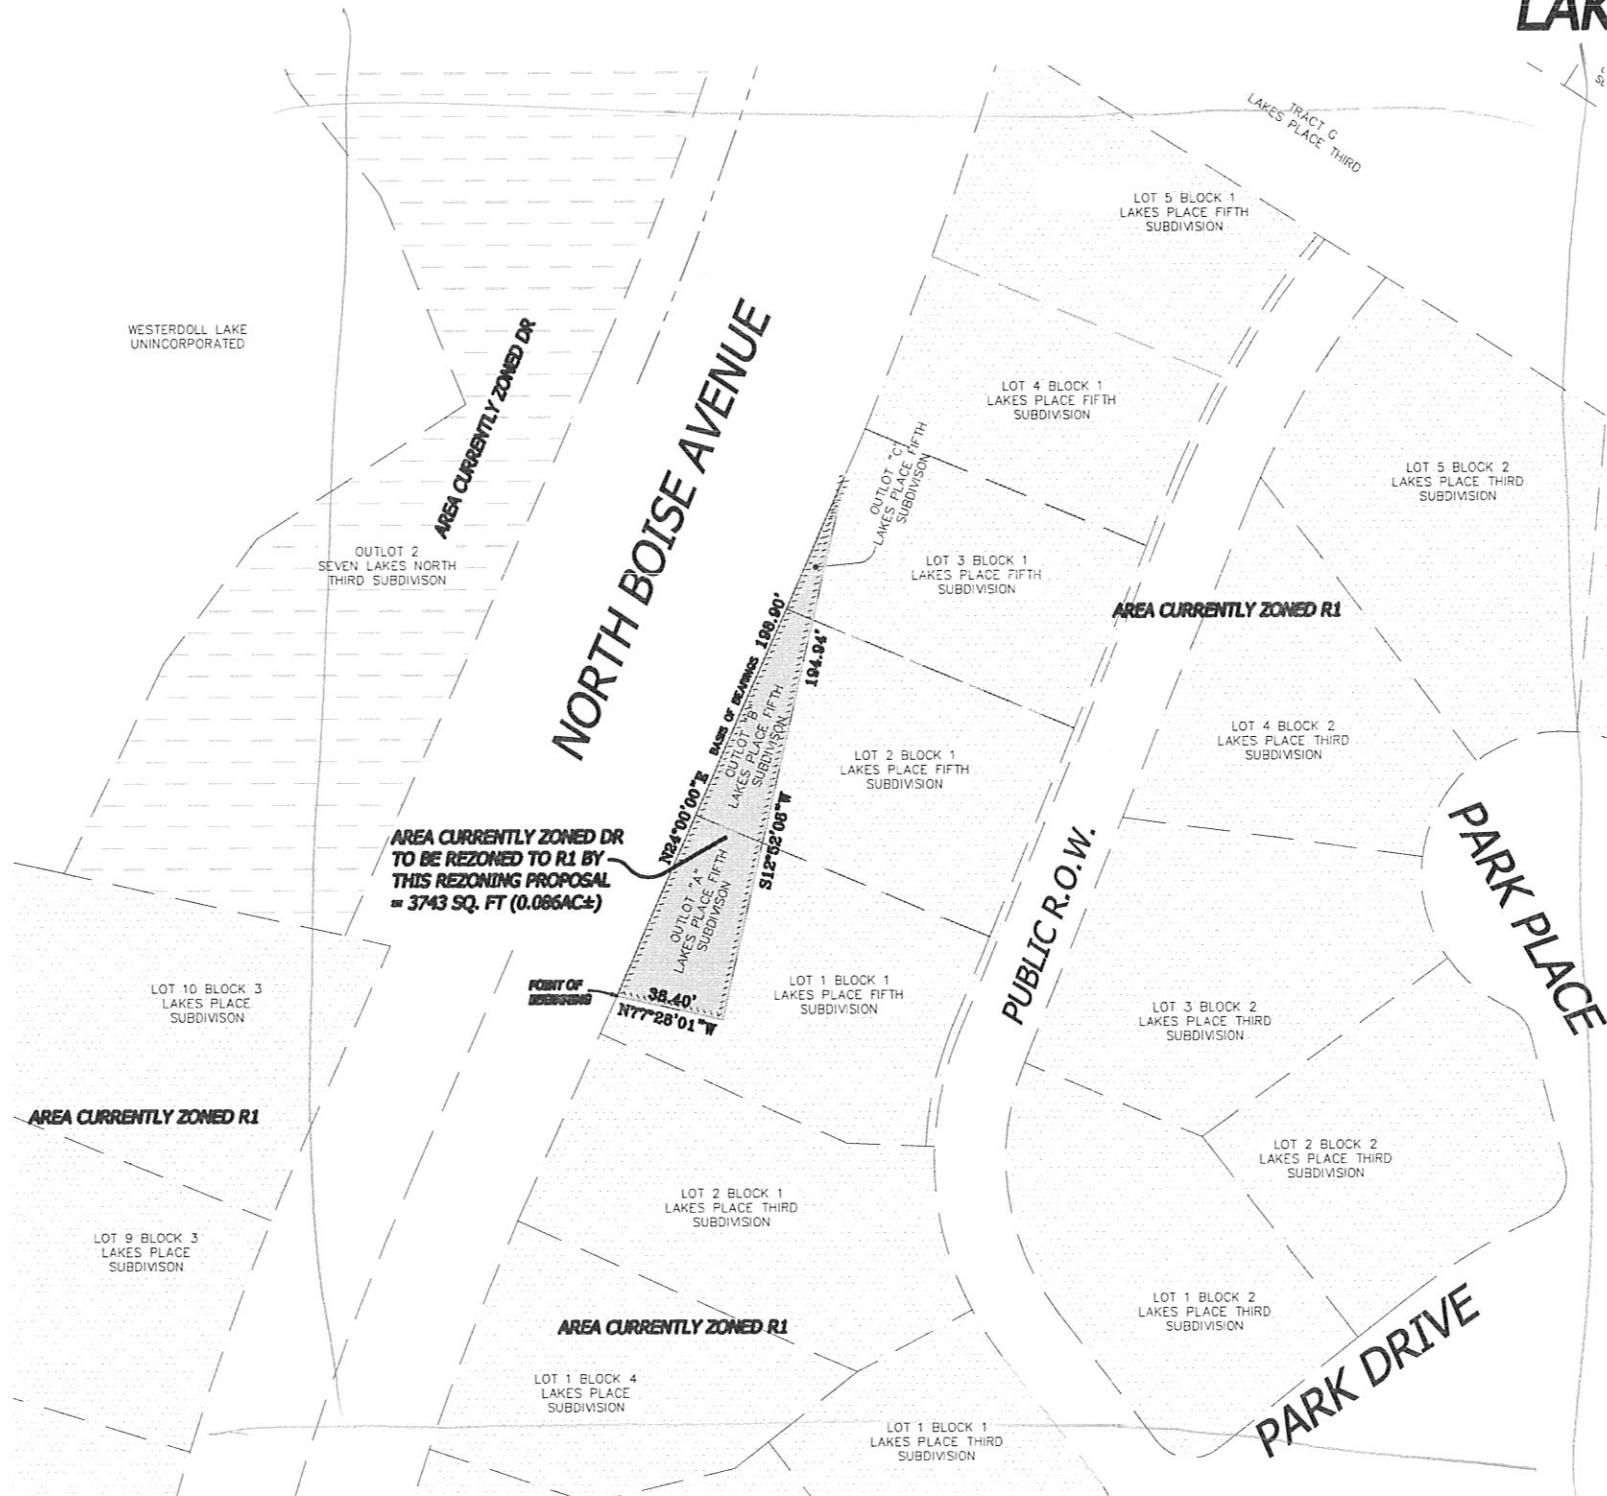 LAK
TRACT G
LAKES PLACE THIRD
LOT 5 BLOCK 1
LAKES PLACE FIFTH
SUBDIVISION
WESTERDOLL LAKE
UNINCORPORATED
AREA CURRENTLY ZONED DR
NORTH BOISE AVENUE
LOT 4 BLOCK 1
LAKES PLACE FIFTH
SUBDIVISION
OUTLOT "C"
LAKES PLACE FIFTH
SUBDIVISON
LOT 5 BLOCK 2
LAKES PLACE THIRD
SUBDIVISION
OUTLOT 2
SEVEN LAKES NORTH
THIRD SUBDIVISON
LOT 3 BLOCK 1
LAKES PLACE FIFTH
SUBDIVISION
AREA CURRENTLY ZONED R1
N24°00'00"E BASIS OF BEARINGS 198.90'
194.94'
S12°52'08"W
OUTLOT "B"
LAKES PLACE FIFTH
SUBDIVISON
LOT 4 BLOCK 2
LAKES PLACE THIRD
SUBDIVISION
LOT 2 BLOCK 1
LAKES PLACE FIFTH
SUBDIVISION
AREA CURRENTLY ZONED DR
TO BE REZONED TO R1 BY
THIS REZONING PROPOSAL
= 3743 SQ. FT (0.086AC±)
OUTLOT "A"
LAKES PLACE FIFTH
SUBDIVISON
PUBLIC R.O.W.
PARK PLACE
LOT 10 BLOCK 3
LAKES PLACE
SUBDIVISON
POINT OF
38.40'
N77°28'01"W
LOT 1 BLOCK 1
LAKES PLACE FIFTH
SUBDIVISION
LOT 3 BLOCK 2
LAKES PLACE THIRD
SUBDIVISION
AREA CURRENTLY ZONED R1
LOT 2 BLOCK 2
LAKES PLACE THIRD
SUBDIVISION
LOT 2 BLOCK 1
LAKES PLACE THIRD
SUBDIVISION
LOT 9 BLOCK 3
LAKES PLACE
SUBDIVISON
LOT 1 BLOCK 2
LAKES PLACE THIRD
SUBDIVISION
AREA CURRENTLY ZONED R1
PARK DRIVE
LOT 1 BLOCK 4
LAKES PLACE
SUBDIVISION
LOT 1 BLOCK 1
LAKES PLACE THIRD
SUBDIVISION